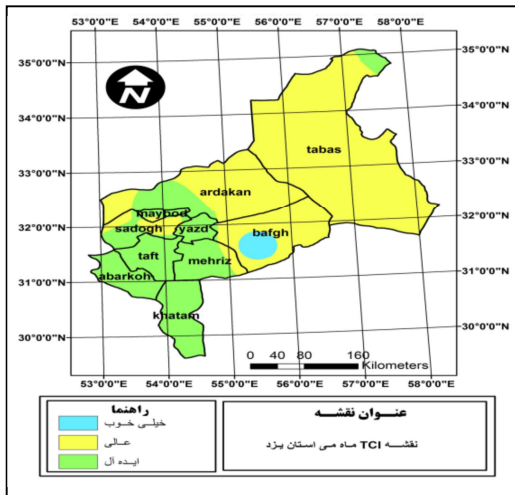 53°0'0"E 54°0'0"E 55°0'0"E 56°0'0"E 57°0'0"E 58°0'0"E
35°0'0"N 35°0'0"N
N
34°0'0"N 34°0'0"N
tabas
33°0'0"N 33°0'0"N
ardakan
maybod
32°0'0"N sadogh yazd bafgh 32°0'0"N
taft mehriz
31°0'0"N abarkoh 31°0'0"N
khatam
30°0'0"N 30°0'0"N
0 40 80 160
Kilometers
53°0'0"E 54°0'0"E 55°0'0"E 56°0'0"E 57°0'0"E 58°0'0"E
راهنما
خیلی خوب
عالی
ایده آل
عنوان نقشه
نقشه TCI ماه می استان یزد